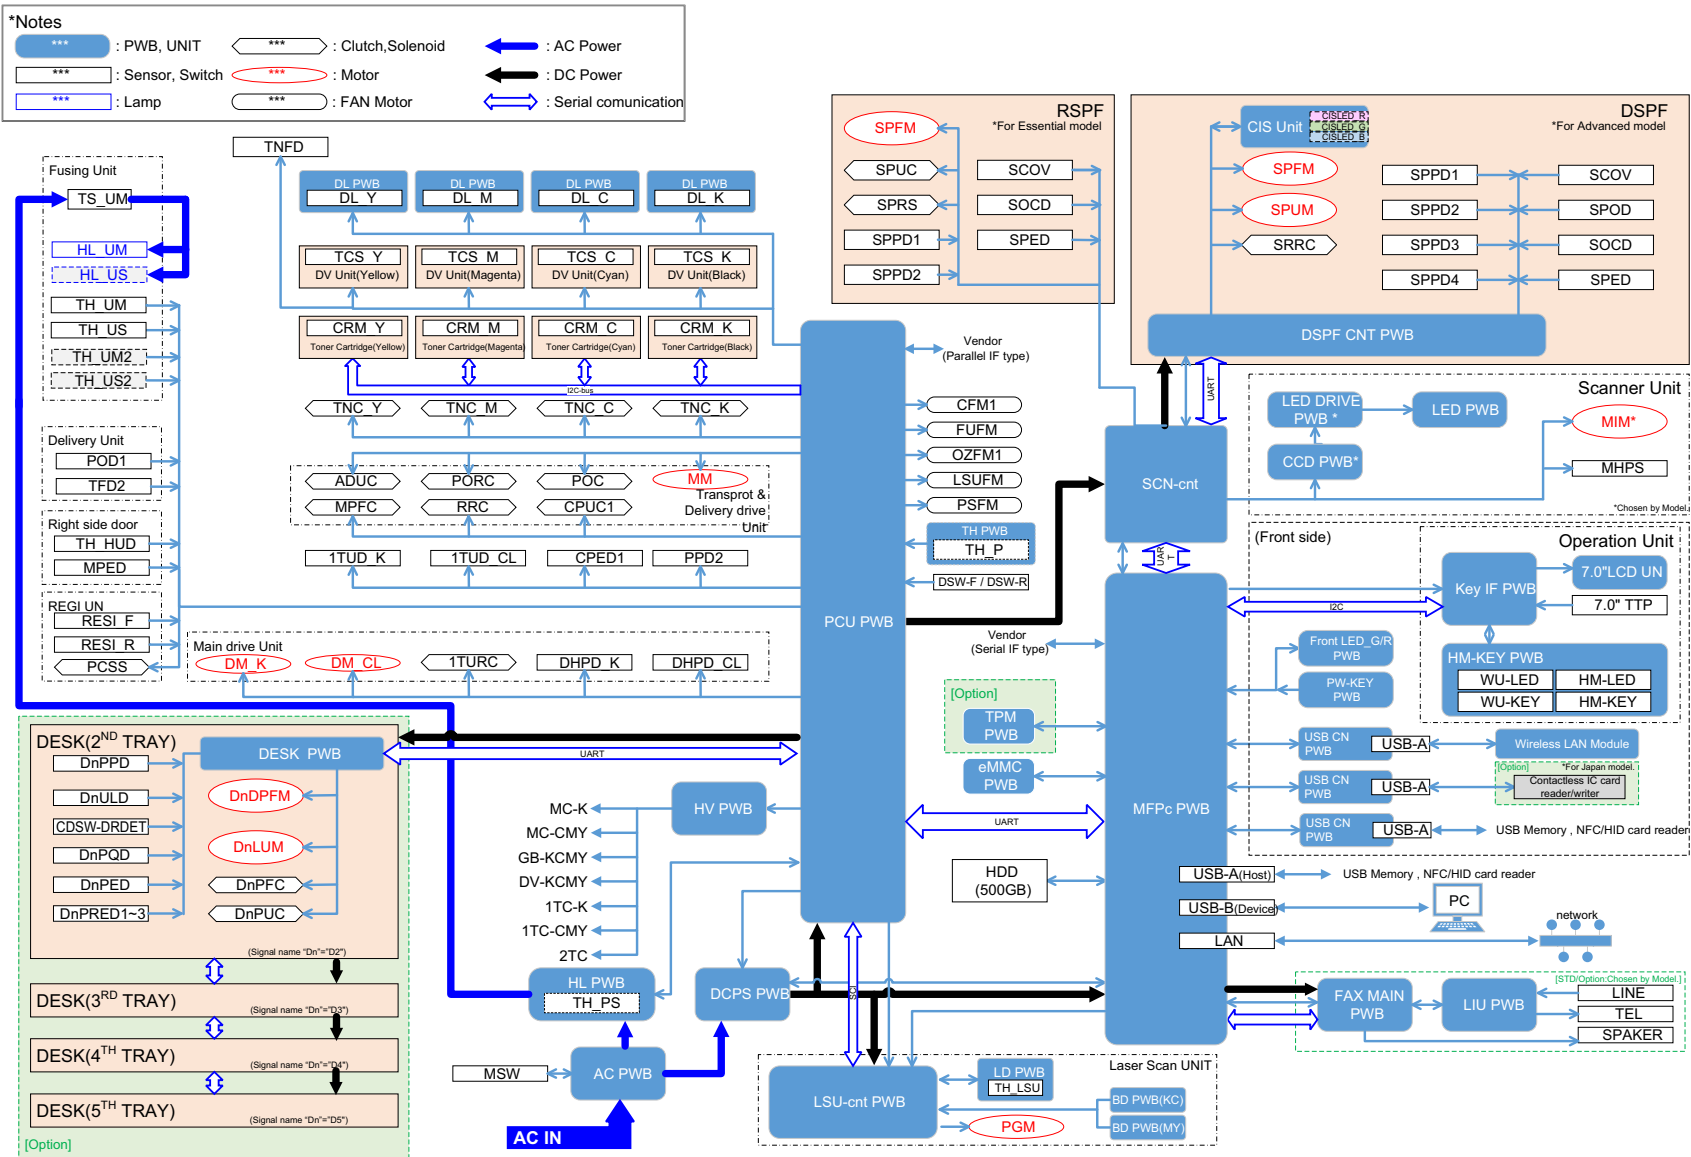 *Notes
*** : PWB, UNIT
*** : Clutch,Solenoid
: AC Power
*** : Sensor, Switch
*** : Motor
: DC Power
*** : Lamp
*** : FAN Motor
: Serial comunication
Fusing Unit
TS_UM
HL_UM
HL_US
TH_UM
TH_US
TH_UM2
TH_US2
Delivery Unit
POD1
TFD2
Right side door
TH_HUD
MPED
REGI UN
RESI_F
RESI_R
PCSS
TNFD
DL PWB
DL_Y
DL PWB
DL_M
DL PWB
DL_C
DL PWB
DL_K
TCS_Y
DV Unit(Yellow)
TCS_M
DV Unit(Magenta)
TCS_C
DV Unit(Cyan)
TCS_K
DV Unit(Black)
CRM_Y
Toner Cartridge(Yellow)
CRM_M
Toner Cartridge(Magenta)
CRM_C
Toner Cartridge(Cyan)
CRM_K
Toner Cartridge(Black)
I2C-bus
TNC_Y
TNC_M
TNC_C
TNC_K
ADUC
PORC
POC
MM
MPFC
RRC
CPUC1
Transprot &
Delivery drive
Unit
1TUD_K
1TUD_CL
CPED1
PPD2
Main drive Unit
DM_K
DM_CL
1TURC
DHPD_K
DHPD_CL
PCU PWB
Vendor
(Parallel IF type)
CFM1
FUFM
OZFM1
LSUFM
PSFM
TH PWB
TH_P
DSW-F / DSW-R
RSPF
*For Essential model
SPFM
SPUC
SPRS
SPPD1
SPPD2
SCOV
SOCD
SPED
DSPF
*For Advanced model
CIS Unit
CISLED_R
CISLED_G
CISLED_B
SPFM
SPUM
SRRC
SPPD1
SPPD2
SPPD3
SPPD4
SCOV
SPOD
SOCD
SPED
DSPF CNT PWB
UART
SCN-cnt
Scanner Unit
LED DRIVE
PWB *
LED PWB
CCD PWB*
MIM*
MHPS
*Chosen by Model.
UAR
T
(Front side)
Operation Unit
Key IF PWB
7.0"LCD UN
7.0" TTP
I2C
HM-KEY PWB
WU-LED
HM-LED
WU-KEY
HM-KEY
Front LED_G/R
PWB
PW-KEY
PWB
USB CN
PWB
USB-A
Wireless LAN Module
[Option]
*For Japan model.
USB CN
PWB
USB-A
Contactless IC card
reader/writer
USB CN
PWB
USB-A
USB Memory , NFC/HID card reader
Vendor
(Serial IF type)
[Option]
TPM
PWB
eMMC
PWB
MFPc PWB
UART
HDD
(500GB)
USB-A(Host)
USB Memory , NFC/HID card reader
USB-B(Device)
PC
LAN
network
[STD/Option:Chosen by Model.]
FAX MAIN
PWB
LIU PWB
LINE
TEL
SPAKER
DESK(2ND TRAY)
DESK PWB
DnPPD
DnULD
CDSW-DRDET
DnPQD
DnPED
DnPRED1~3
DnDPFM
DnLUM
DnPFC
DnPUC
(Signal name "Dn"="D2")
DESK(3RD TRAY)
(Signal name "Dn"="D3")
DESK(4TH TRAY)
(Signal name "Dn"="D4")
DESK(5TH TRAY)
(Signal name "Dn"="D5")
[Option]
UART
HV PWB
MC-K
MC-CMY
GB-KCMY
DV-KCMY
1TC-K
1TC-CMY
2TC
HL PWB
TH_PS
DCPS PWB
MSW
AC PWB
AC IN
SCI
Laser Scan UNIT
LSU-cnt PWB
LD PWB
TH_LSU
BD PWB(KC)
BD PWB(MY)
PGM